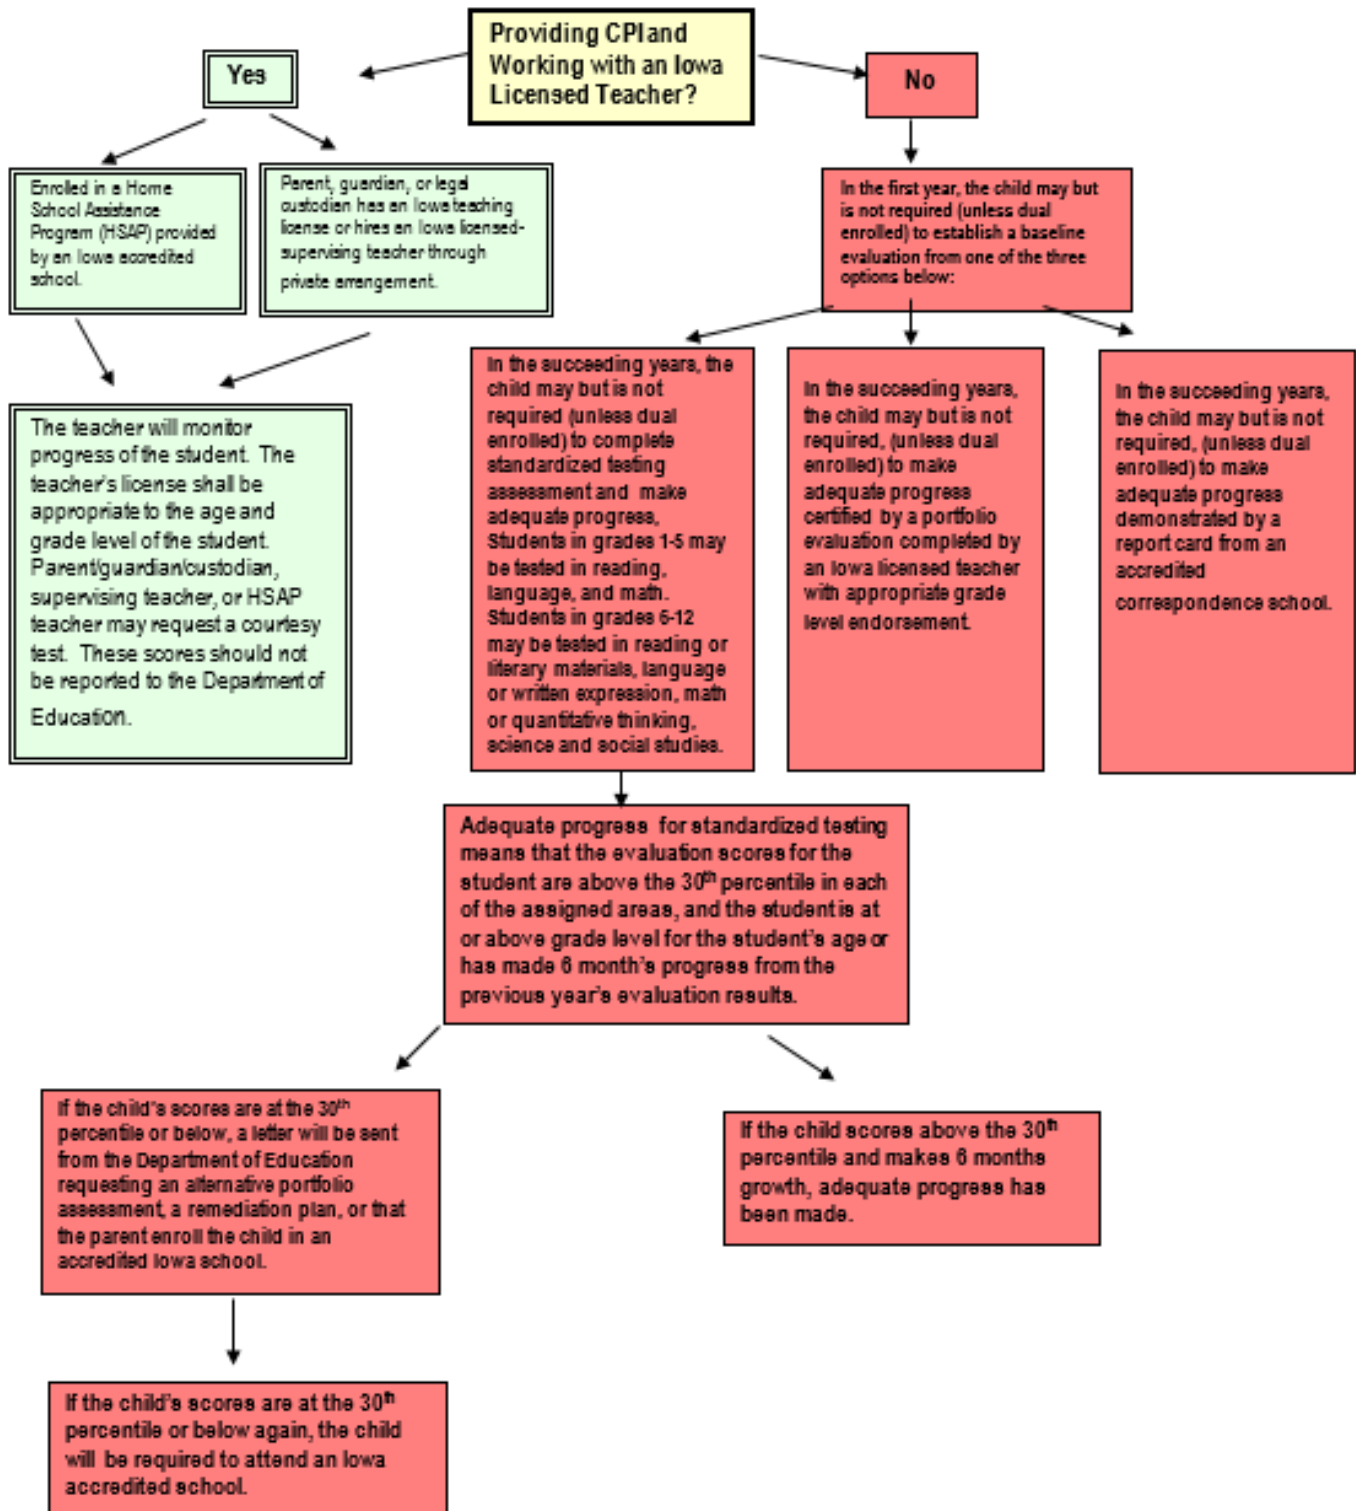 Providing CPI and
Working with an Iowa
Licensed Teacher?
Yes
No
Enrolled in a Home
School Assistance
Program (HSAP) provided
by an Iowa accredited
school.
Parent, guardian, or legal
custodian has an Iowa teaching
license or hires an Iowa licensed-
supervising teacher through
private arrangement.
In the first year, the child may but
is not required (unless dual
enrolled) to establish a baseline
evaluation from one of the three
options below:
The teacher will monitor
progress of the student. The
teacher's license shall be
appropriate to the age and
grade level of the student.
Parent/guardian/custodian,
supervising teacher, or HSAP
teacher may request a courtesy
test. These scores should not
be reported to the Department of
Education.
In the succeeding years, the
child may but is not
required (unless dual
enrolled) to complete
standardized testing
assessment and make
adequate progress,
Students in grades 1-5 may
be tested in reading,
language, and math.
Students in grades 6-12
may be tested in reading or
literary materials, language
or written expression, math
or quantitative thinking,
science and social studies.
In the succeeding years,
the child may but is not
required, (unless dual
enrolled) to make
adequate progress
certified by a portfolio
evaluation completed by
an Iowa licensed teacher
with appropriate grade
level endorsement.
In the succeeding years,
the child may but is not
required, (unless dual
enrolled) to make
adequate progress
demonstrated by a
report card from an
accredited
correspondence school.
Adequate progress for standardized testing
means that the evaluation scores for the
student are above the 30th percentile in each
of the assigned areas, and the student is at
or above grade level for the student's age or
has made 6 month's progress from the
previous year's evaluation results.
If the child's scores are at the 30th
percentile or below, a letter will be sent
from the Department of Education
requesting an alternative portfolio
assessment, a remediation plan, or that
the parent enroll the child in an
accredited Iowa school.
If the child scores above the 30th
percentile and makes 6 months
growth, adequate progress has
been made.
If the child's scores are at the 30th
percentile or below again, the child
will be required to attend an Iowa
accredited school.